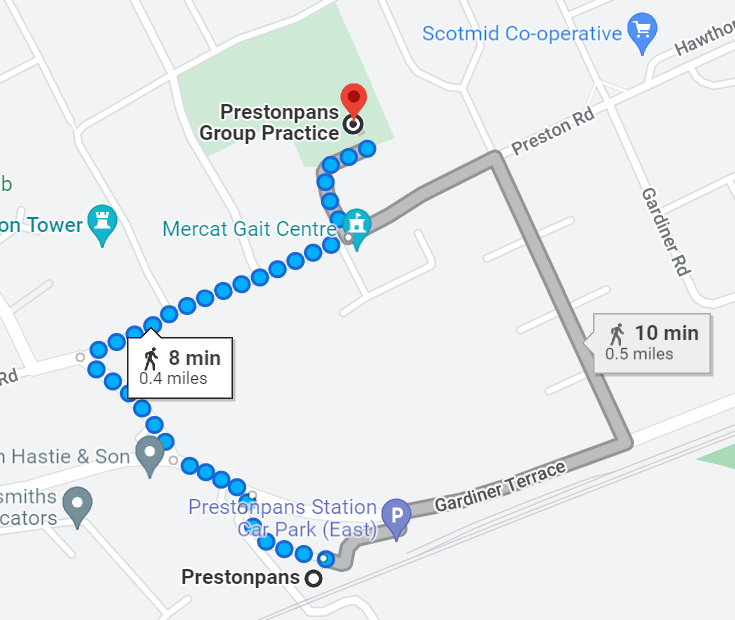 Scotmid Co-operative
Hawthor
Prestonpans
Group Practice
Preston Rd
b
on Tower
Mercat Gait Centre
Gardiner Rd
10 min
0.5 miles
8 min
0.4 miles
Rd
n Hastie & Son
smiths
cators
Prestonpans Station
Car Park (East)
P
Gardiner Terrace
Prestonpans